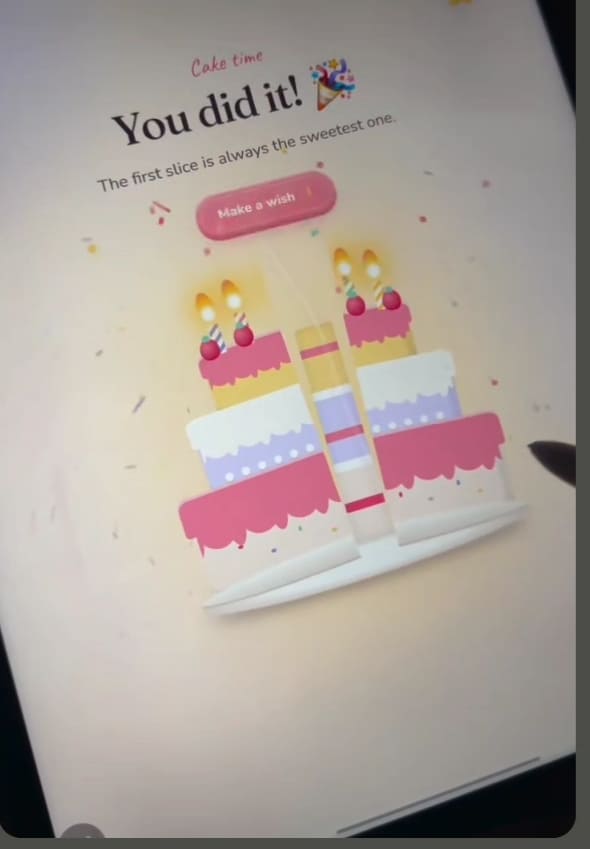 Cake time
You did it! 🎉
The first slice is always the sweetest one.
Make a wish